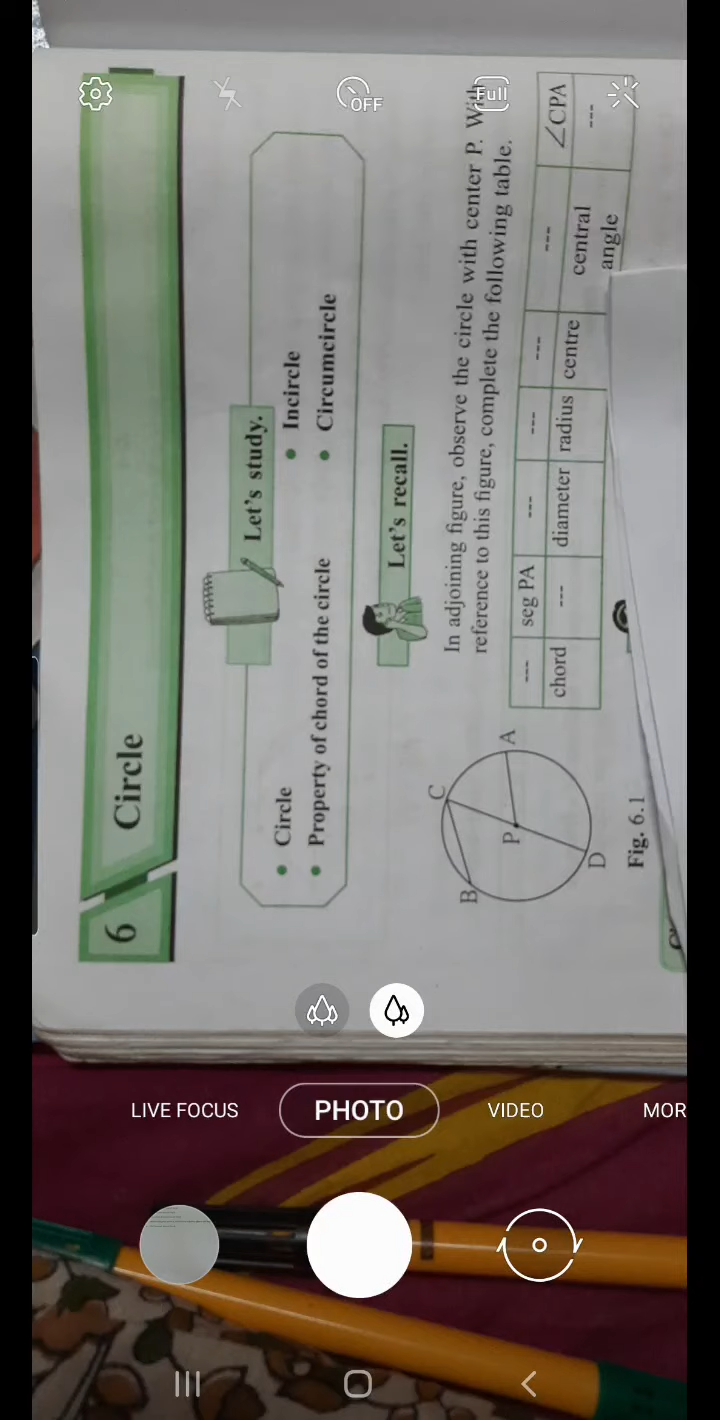 OFF
Full
6 Circle
Let's study.
• Circle
• Incircle
• Property of chord of the circle
• Circumcircle
Let's recall.
In adjoining figure, observe the circle with center P. With
reference to this figure, complete the following table.
--- seg PA --- --- --- --- ∠CPA
chord --- diameter radius centre central angle ---
C
A
B
P
D
Fig. 6.1
LIVE FOCUS PHOTO VIDEO MOR